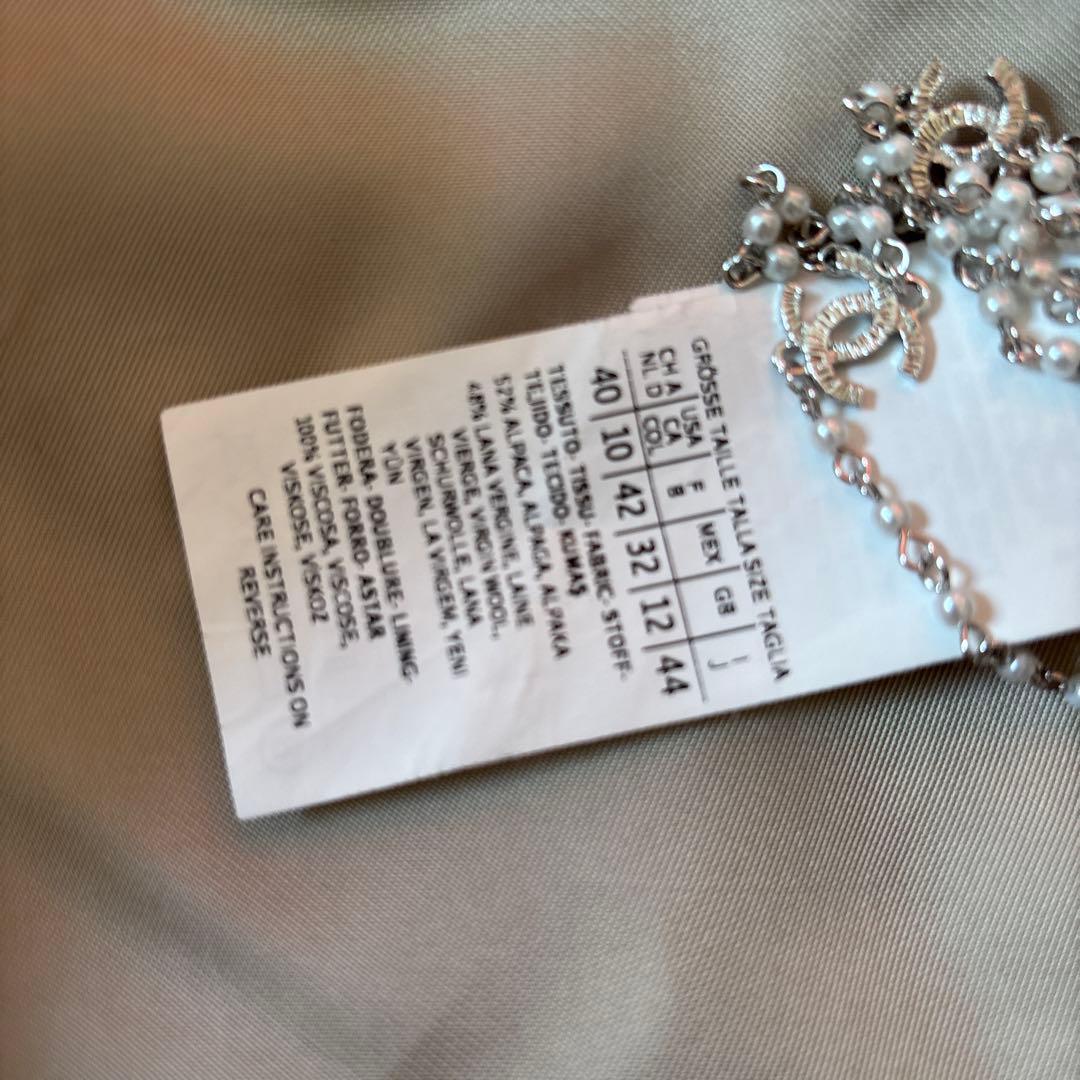 GRÖSSE TAILLE TALLA SIZE TAGLIA
CH A USA F MEX GB I
NL D CA B J
COL
40 10 42 32 12 44
TESSUTO- TISSU- FABRIC- STOFF-
TEJIDO- TECIDO- KUMAŞ
52% ALPACA, ALPAGA, ALPAKA
48% LANA VERGINE, LAINE
VIERGE, VIRGIN WOOL,
SCHURWOLLE, LANA
VIRGEN, LA VIRGEM, YENI
YÜN
FODERA- DOUBLURE- LINING-
FUTTER- FORRO- ASTAR
100% VISCOSA, VISCOSE,
VISKOSE, VISKOZ
CARE INSTRUCTIONS ON
REVERSE